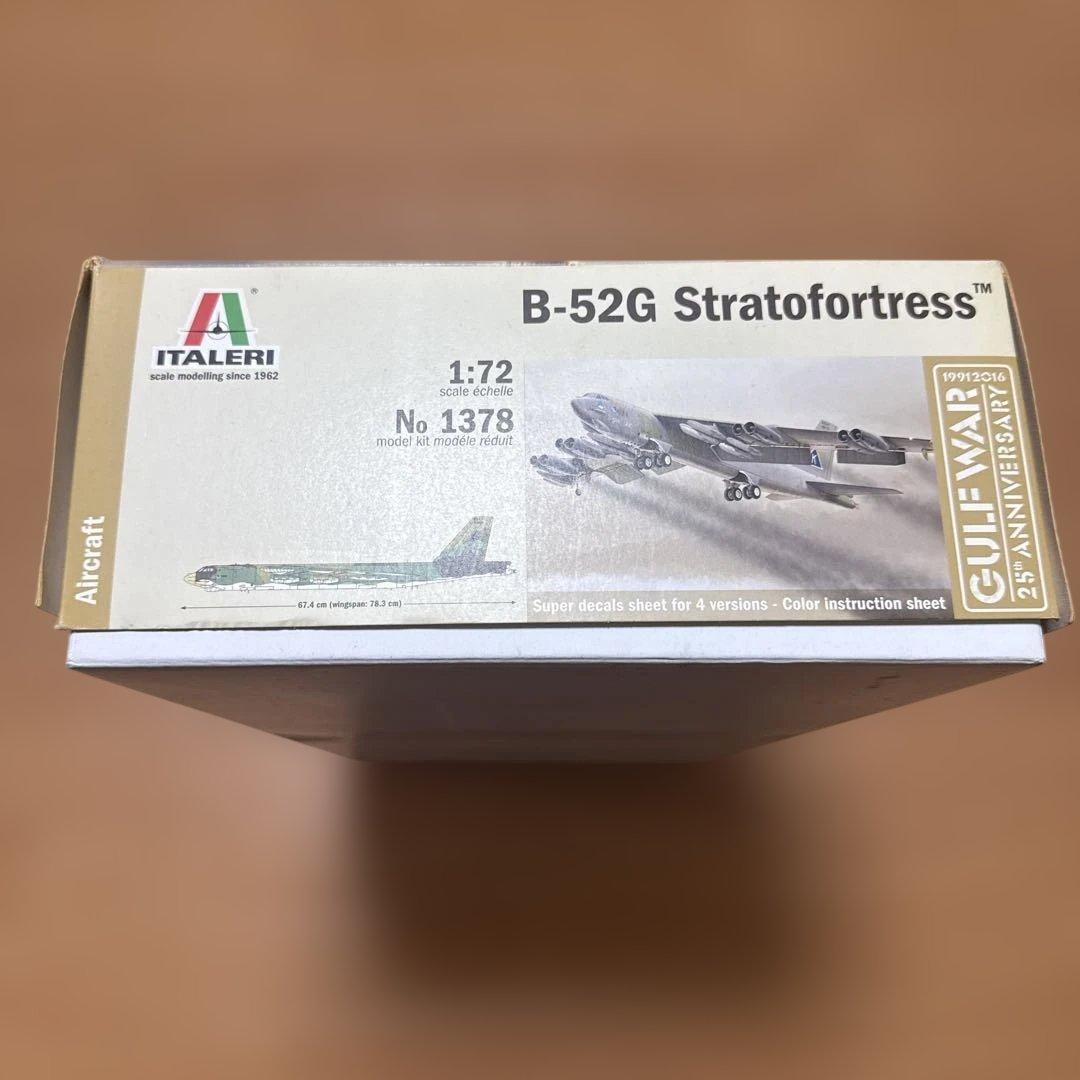 ITALERI
®
scale modelling since 1962
B-52G Stratofortress™
1:72
scale échelle
No 1378
model kit modéle réduit
67.4 cm (wingspan: 78.3 cm)
Aircraft
Super decals sheet for 4 versions - Color instruction sheet
19912016
GULF WAR
25th ANNIVERSARY